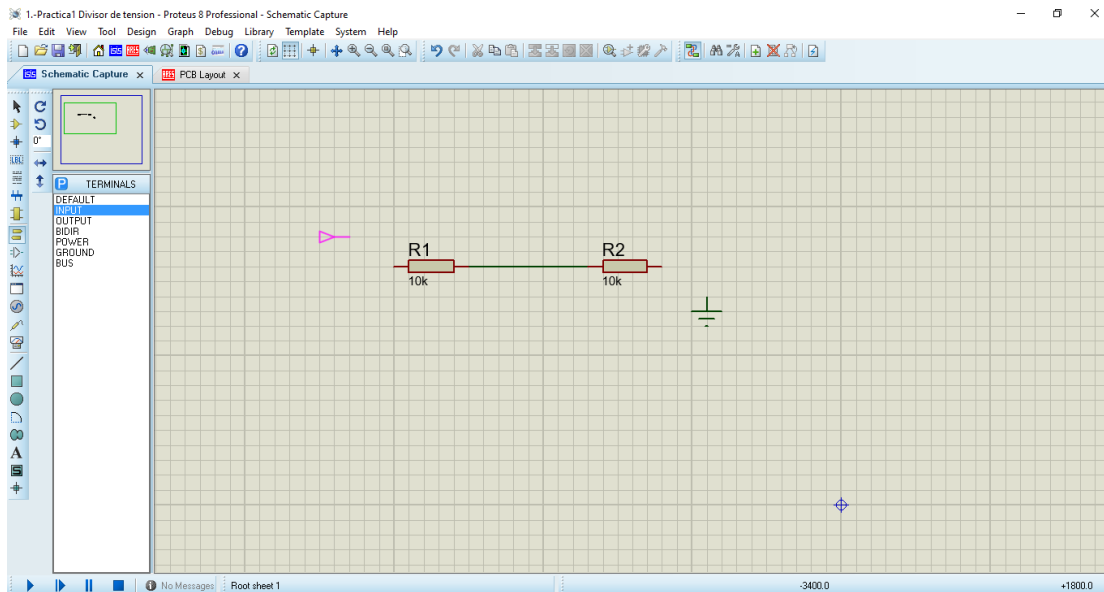 1.-Practica1 Divisor de tension - Proteus 8 Professional - Schematic Capture
File Edit View Tool Design Graph Debug Library Template System Help
Schematic Capture
PCB Layout
0°
LBL
P TERMINALS
DEFAULT
INPUT
OUTPUT
BIDIR
POWER
GROUND
BUS
R1
10k
R2
10k
A
S
No Messages
Root sheet 1
-3400.0
+1800.0